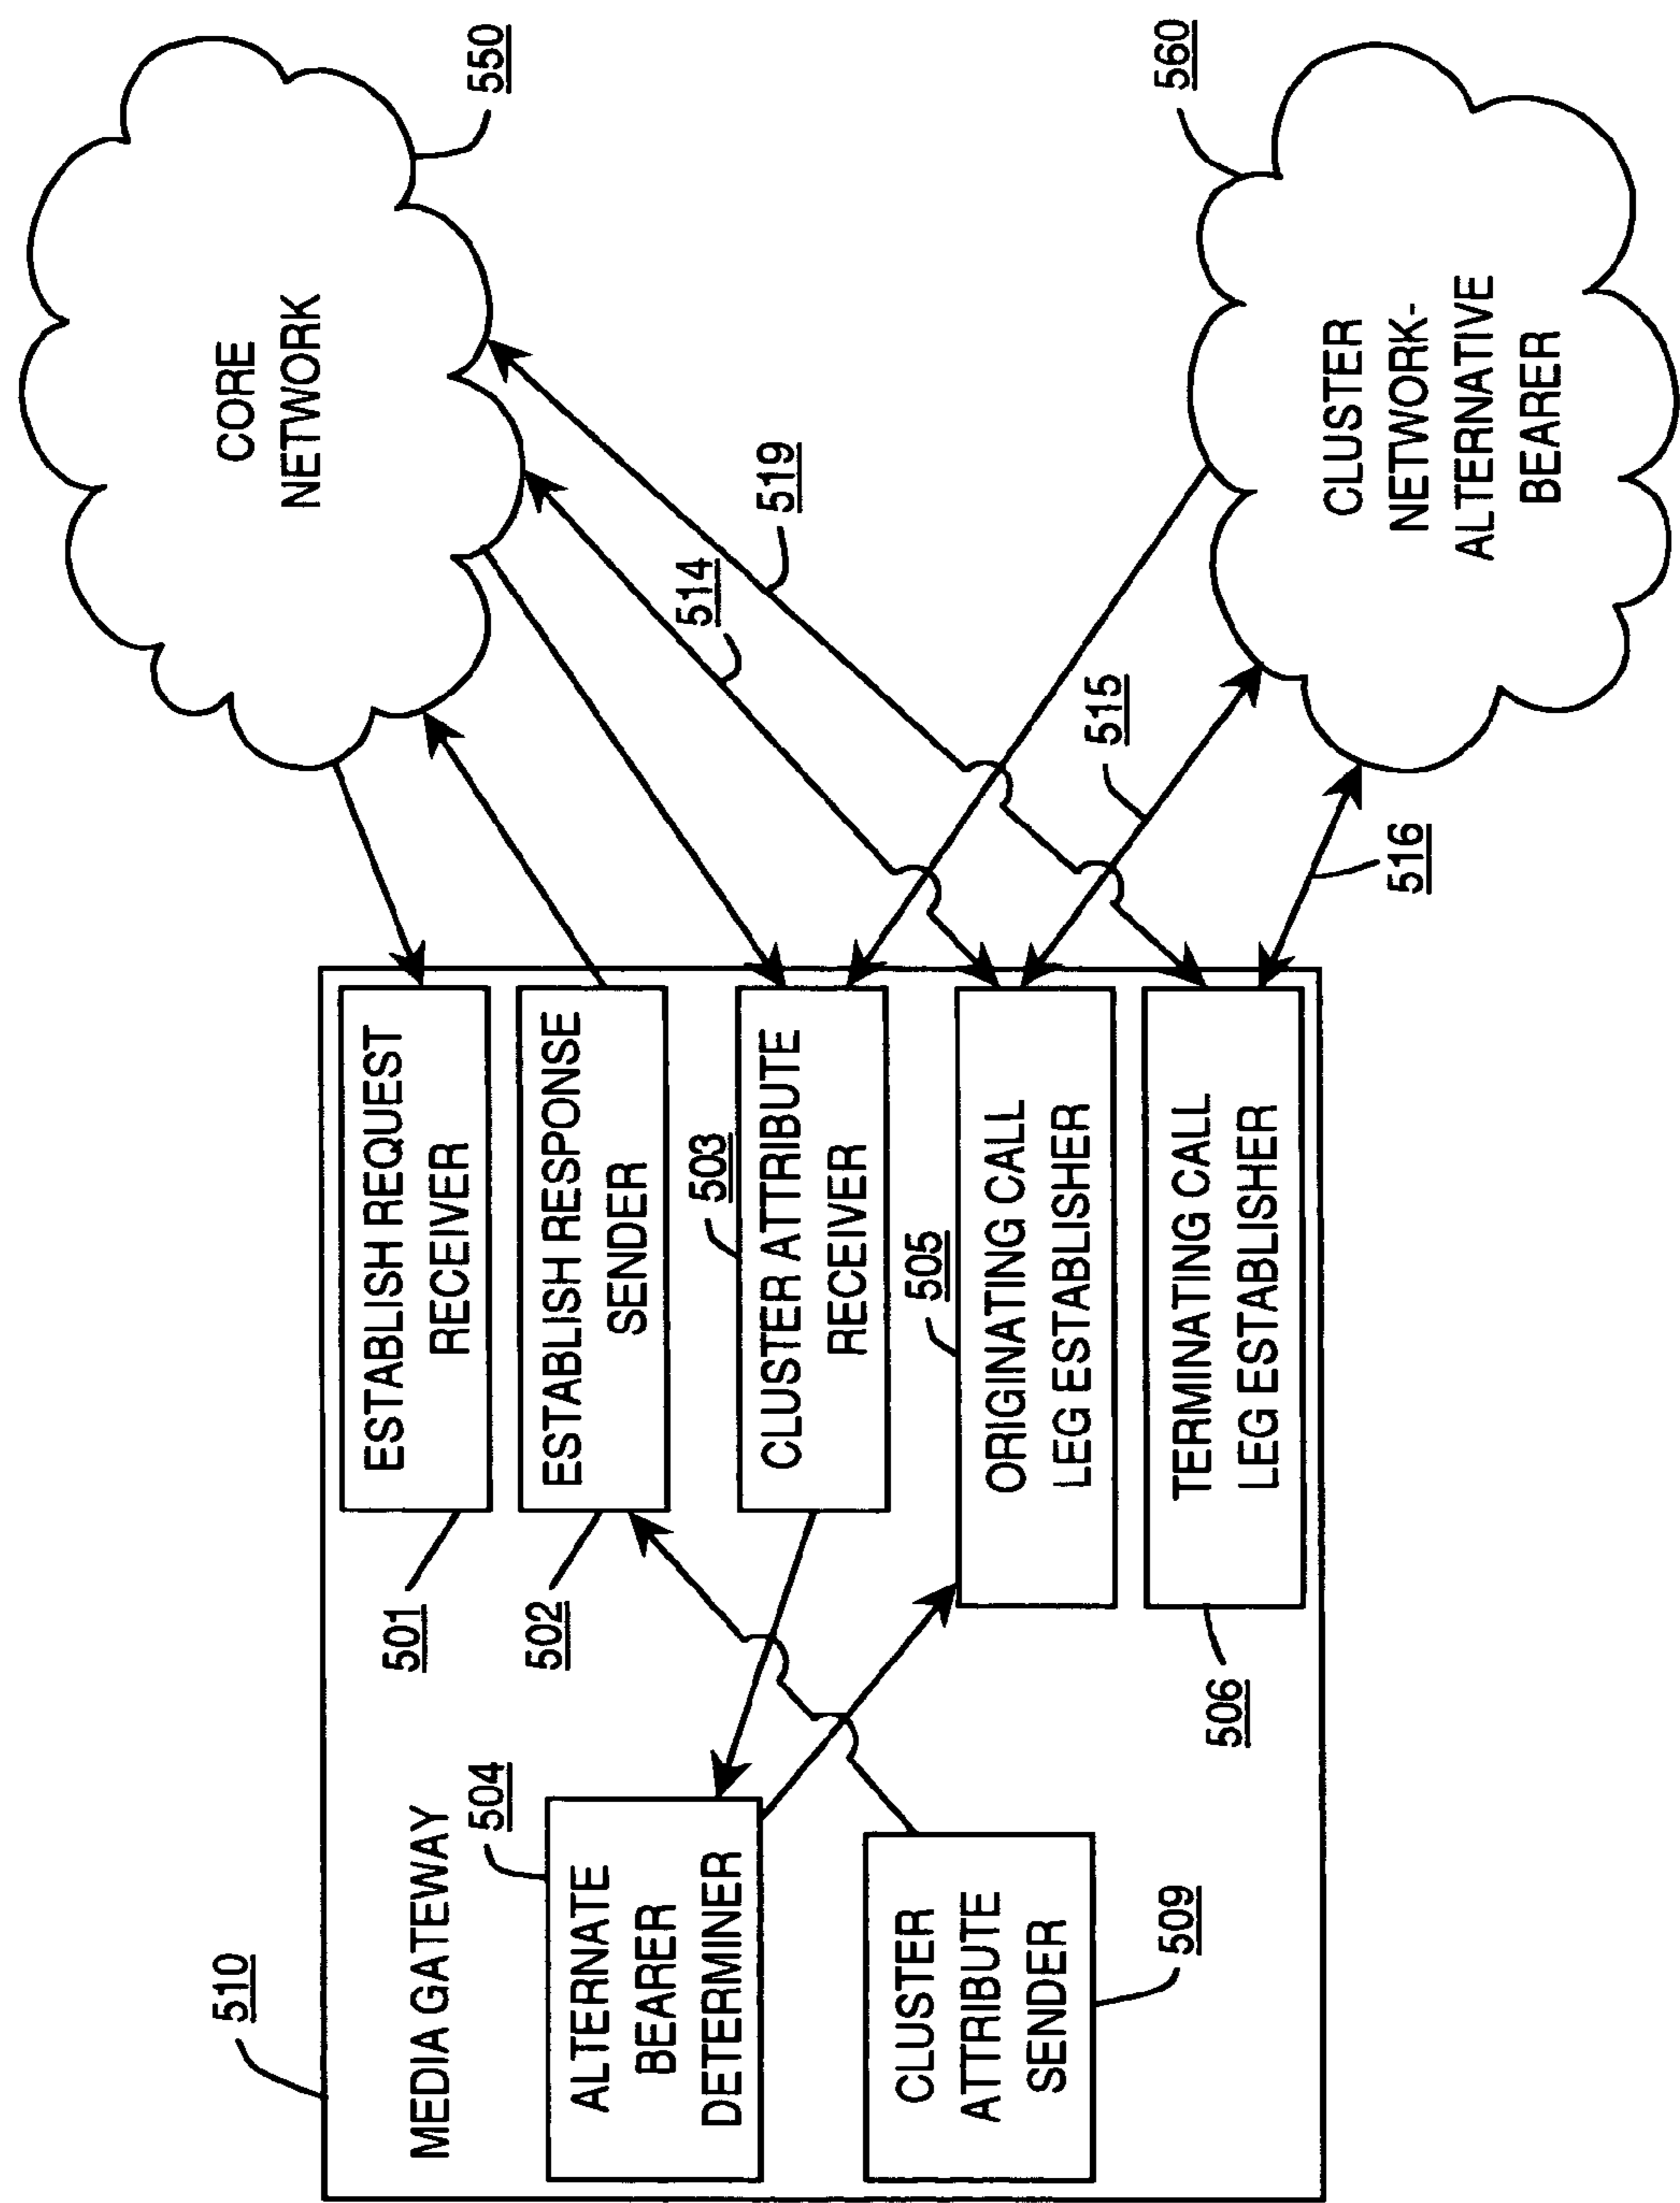 510
MEDIA GATEWAY
504
ALTERNATE
BEARER
DETERMINER
CLUSTER
ATTRIBUTE
SENDER
509
501
502
ESTABLISH REQUEST
RECEIVER
ESTABLISH RESPONSE
SENDER
503
CLUSTER ATTRIBUTE
RECEIVER
505
ORIGINATING CALL
LEG ESTABLISHER
TERMINATING CALL
LEG ESTABLISHER
506
514
519
515
516
CORE
NETWORK
550
CLUSTER
NETWORK-
ALTERNATIVE
BEARER
560